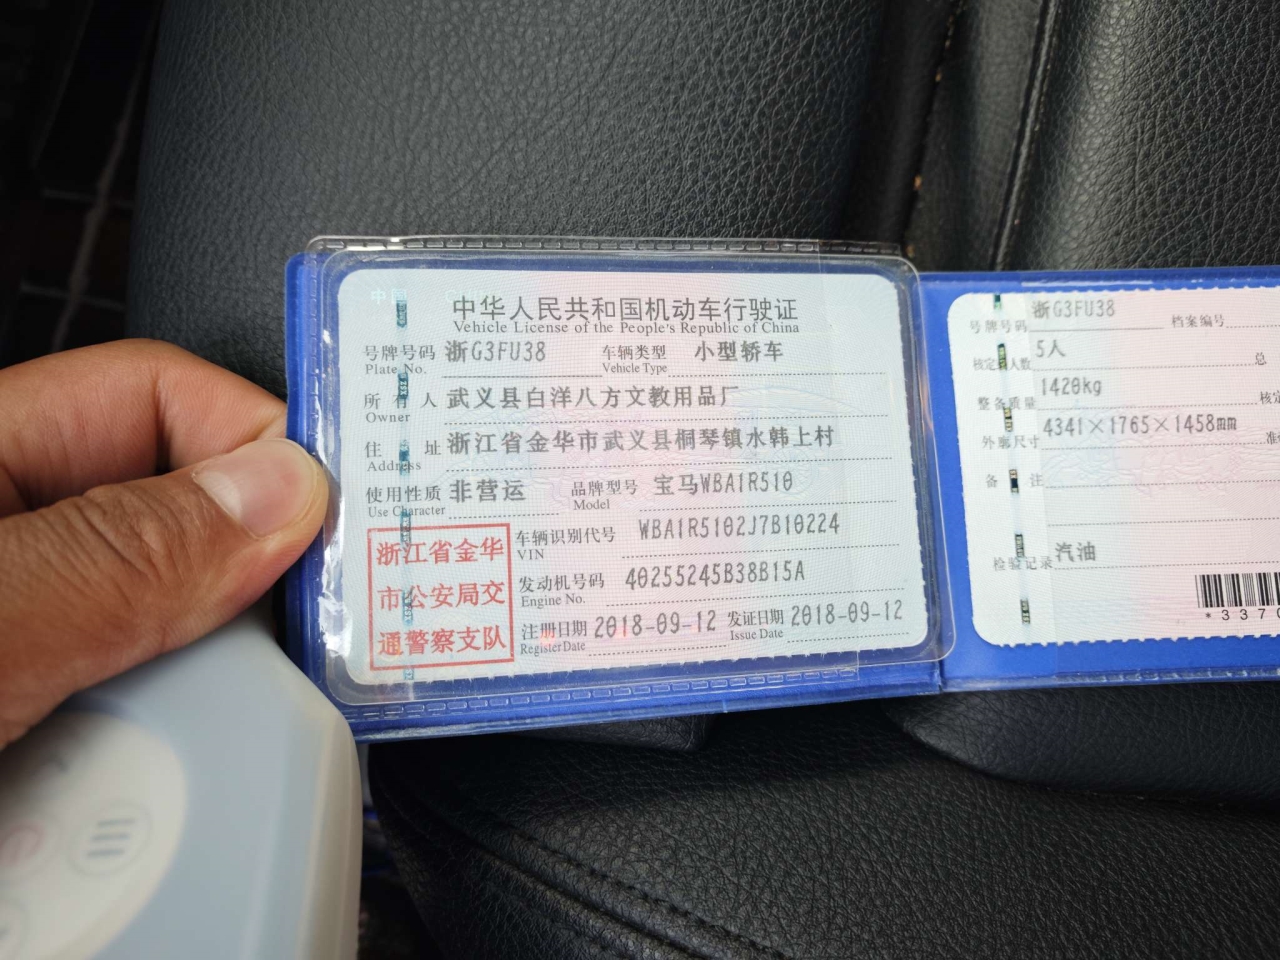 中华人民共和国机动车行驶证
Vehicle License of the People's Republic of China
号牌号码 浙G3FU38 车辆类型 小型轿车
Plate No. Vehicle Type
所有人 武义县白洋八方文教用品厂
Owner
住址 浙江省金华市武义县桐琴镇水韩上村
Address
使用性质 非营运 品牌型号 宝马WBA1R510
Use Character Model
浙江省金华
市公安局交
通警察支队
车辆识别代号 WBA1R5102J7B10224
VIN
发动机号码 40255245B38B15A
Engine No.
注册日期 2018-09-12 发证日期 2018-09-12
Register Date Issue Date
号牌号码 浙G3FU38 档案编号
核定载人数 5人 总
整备质量 1420kg 核定
外廓尺寸 4341×1765×1458mm 准
备注
检验记录 汽油
*3370